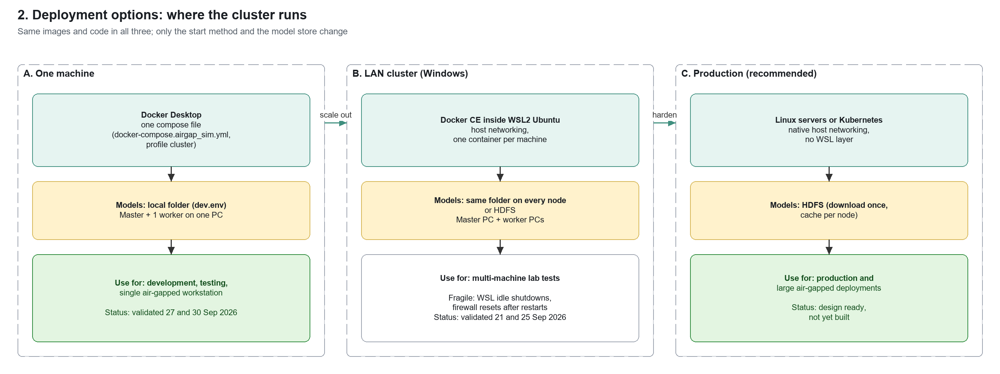 2. Deployment options: where the cluster runs
Same images and code in all three; only the start method and the model store change
A. One machine
Docker Desktop
one compose file
(docker-compose.airgap_sim.yml,
profile cluster)
Models: local folder (dev.env)
Master + 1 worker on one PC
Use for: development, testing,
single air-gapped workstation
Status: validated 27 and 30 Sep 2026
scale out
B. LAN cluster (Windows)
Docker CE inside WSL2 Ubuntu
host networking,
one container per machine
Models: same folder on every node
or HDFS
Master PC + worker PCs
Use for: multi-machine lab tests
Fragile: WSL idle shutdowns,
firewall resets after restarts
Status: validated 21 and 25 Sep 2026
harden
C. Production (recommended)
Linux servers or Kubernetes
native host networking,
no WSL layer
Models: HDFS (download once,
cache per node)
Use for: production and
large air-gapped deployments
Status: design ready,
not yet built